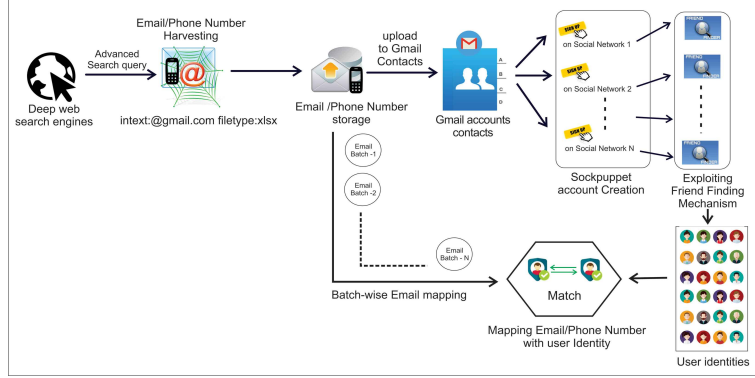 Email/Phone Number
Harvesting
Advanced
Search query
Deep web
search engines
intext:@gmail.com filetype:xlsx
Email /Phone Number
storage
upload
to Gmail
Contacts
A
B
C
D
Gmail accounts
contacts
SIGN UP
on Social Network 1
SIGN UP
on Social Network 2
SIGN UP
on Social Network N
Sockpuppet
account Creation
FRIEND
FINDER
FRIEND
FINDER
FRIEND
FINDER
Exploiting
Friend Finding
Mechanism
Email
Batch -1
Email
Batch -2
Email
Batch - N
Batch-wise Email mapping
Match
Mapping Email/Phone Number
with user Identity
User identities